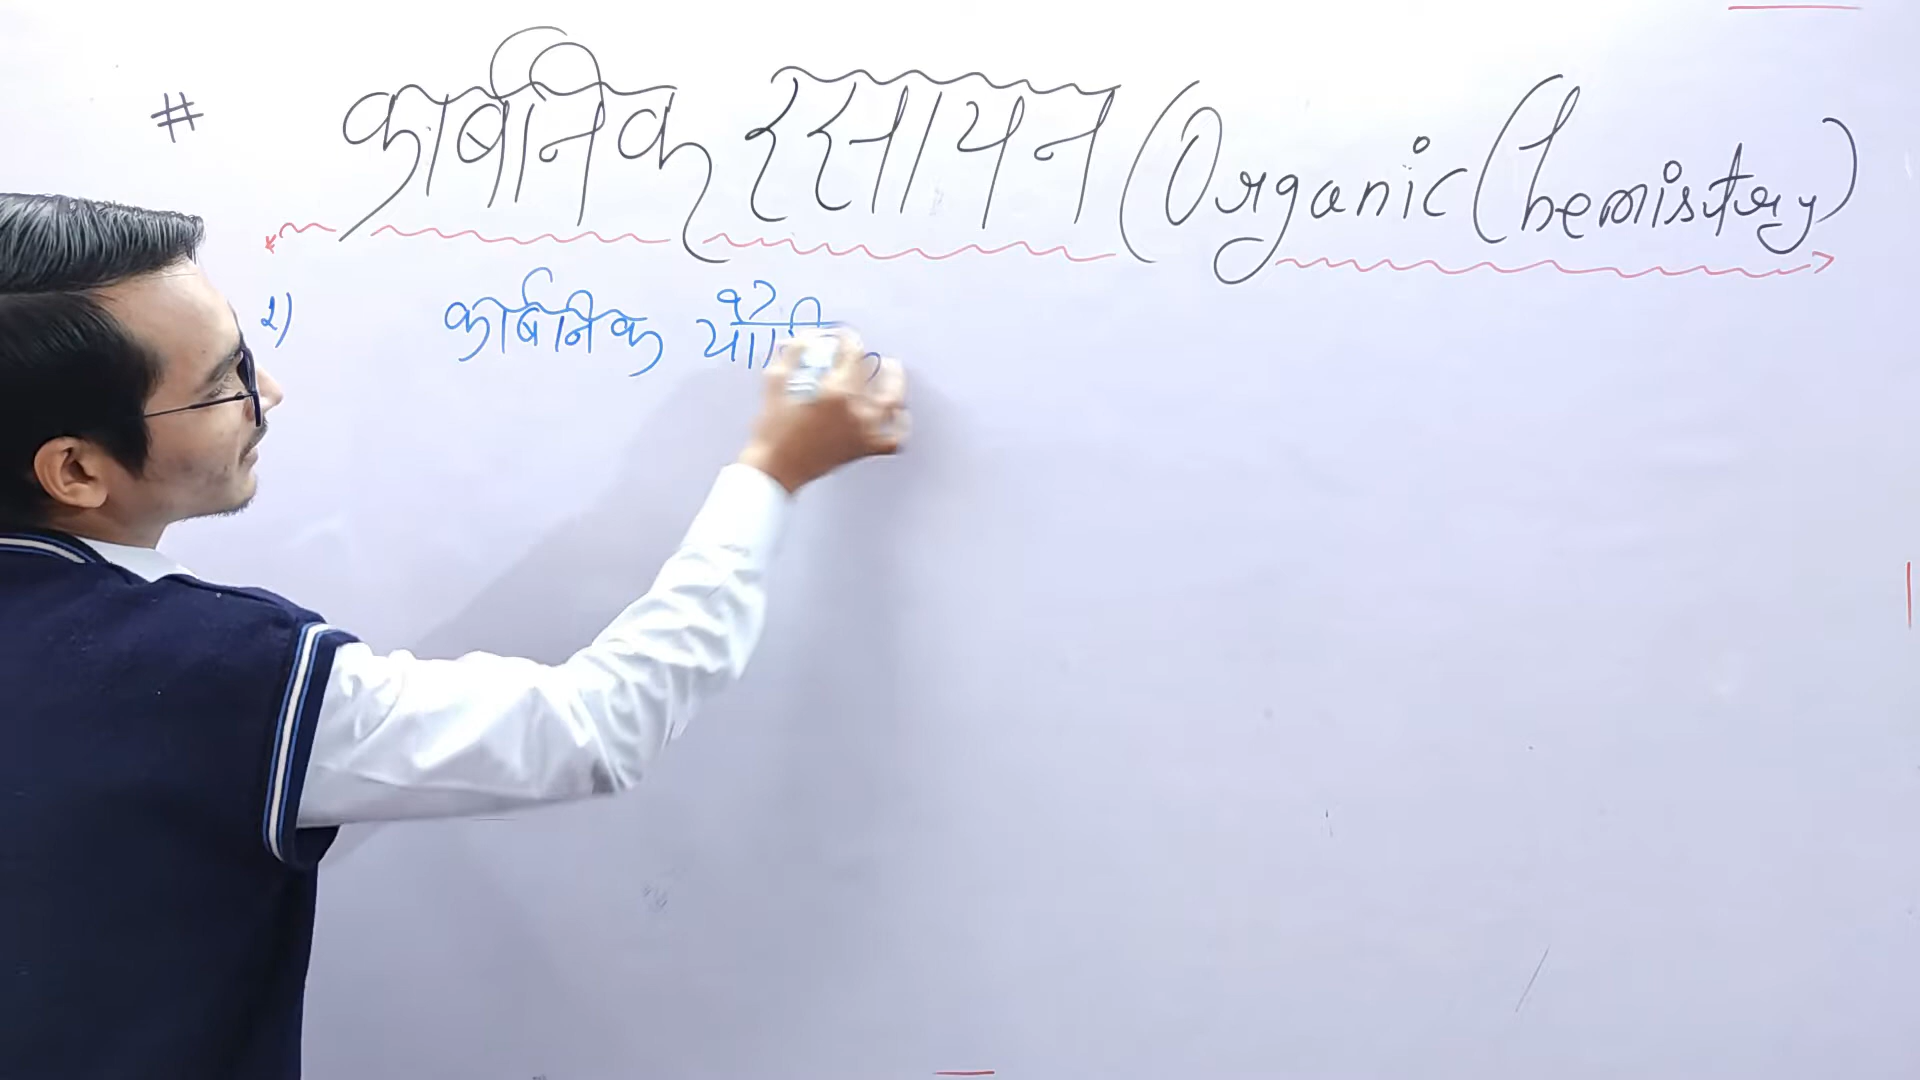 # कार्बनिक रसायन (Organic Chemistry)
1) कार्बनिक